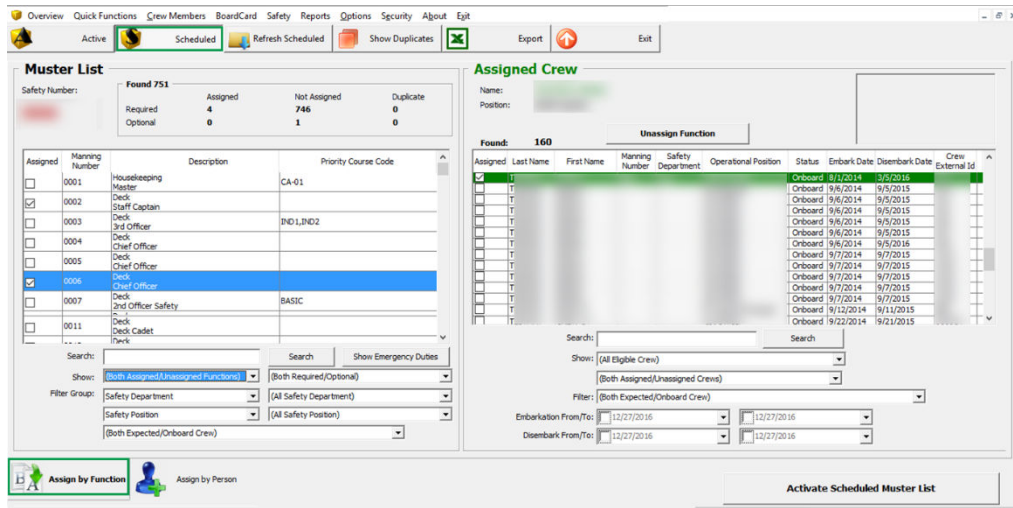 Overview Quick Functions Crew Members BoardCard Safety Reports Options Security About Exit
Active Scheduled Refresh Scheduled Show Duplicates Export Exit
Muster List
Safety Number:
Found 751
Assigned Not Assigned Duplicate
Required 4 746 0
Optional 0 1 0
Assigned Manning Number Description Priority Course Code
0001 Housekeeping CA-01
Master
0002 Deck
Staff Captain
0003 Deck IND1,IND2
3rd Officer
0004 Deck
Chief Officer
0005 Deck
Chief Officer
0006 Deck
Chief Officer
0007 Deck BASIC
2nd Officer Safety
0011 Deck
Deck Cadet
Deck
Search: Search Show Emergency Duties
Show: (Both Assigned/Unassigned Functions) (Both Required/Optional)
Filter Group: Safety Department (All Safety Department)
Safety Position (All Safety Position)
(Both Expected/Onboard Crew)
Assigned Crew
Name:
Position:
Found: 160 Unassign Function
Assigned Last Name First Name Manning Number Safety Department Operational Position Status Embark Date Disembark Date Crew External Id
T Onboard 8/1/2014 3/5/2016
T Onboard 9/6/2014 9/5/2015
T Onboard 9/6/2014 9/5/2015
T Onboard 9/6/2014 9/5/2015
T Onboard 9/6/2014 9/5/2015
T Onboard 9/6/2014 9/5/2016
T Onboard 9/7/2014 9/7/2015
T Onboard 9/7/2014 9/7/2015
T Onboard 9/7/2014 9/7/2015
T Onboard 9/7/2014 9/7/2015
T Onboard 9/7/2014 9/7/2015
T Onboard 9/12/2014 9/11/2015
T Onboard 9/22/2014 9/21/2015
Search: Search
Show: (All Eligible Crew)
(Both Assigned/Unassigned Crews)
Filter: (Both Expected/Onboard Crew)
Embarkation From/To: 12/27/2016 12/27/2016
Disembark From/To: 12/27/2016 12/27/2016
Assign by Function Assign by Person
Activate Scheduled Muster List